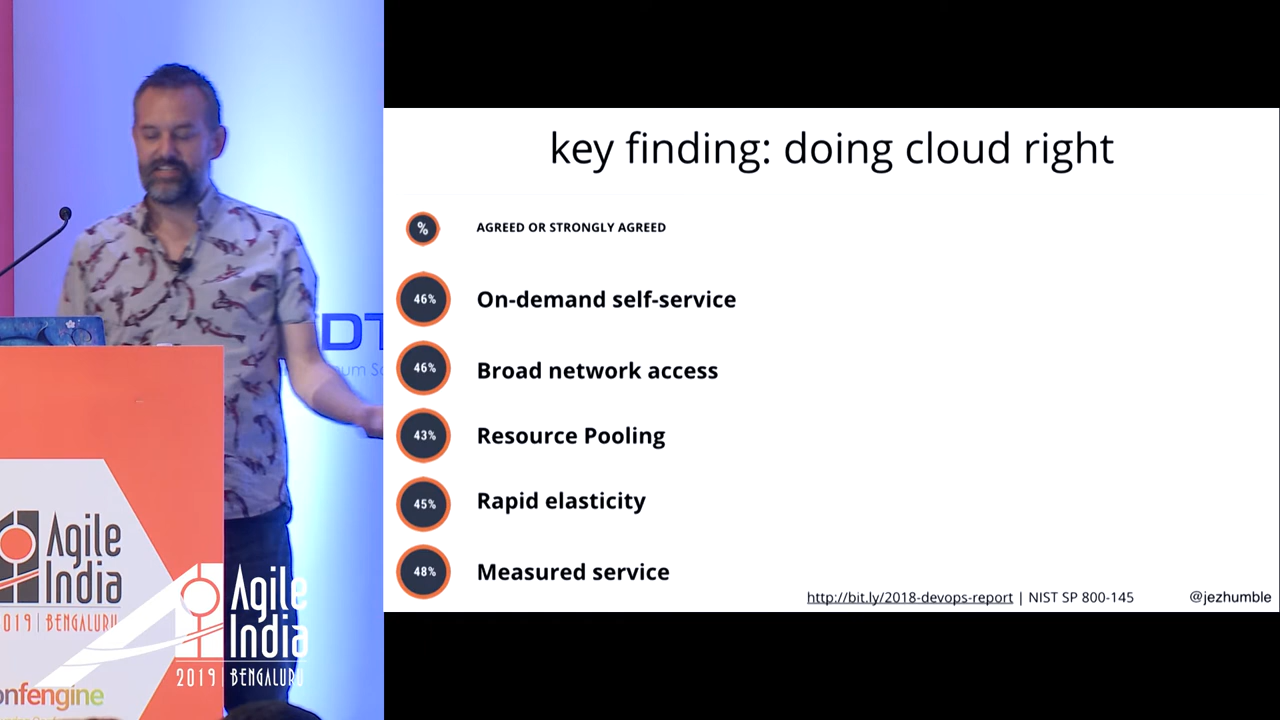 key finding: doing cloud right
%
AGREED OR STRONGLY AGREED
46%
On-demand self-service
46%
Broad network access
43%
Resource Pooling
45%
Rapid elasticity
48%
Measured service
http://bit.ly/2018-devops-report | NIST SP 800-145
@jezhumble
DT
Agile
India
2019 | BENGALURU
Agile
India
2019 | BENGALURU
onfengine